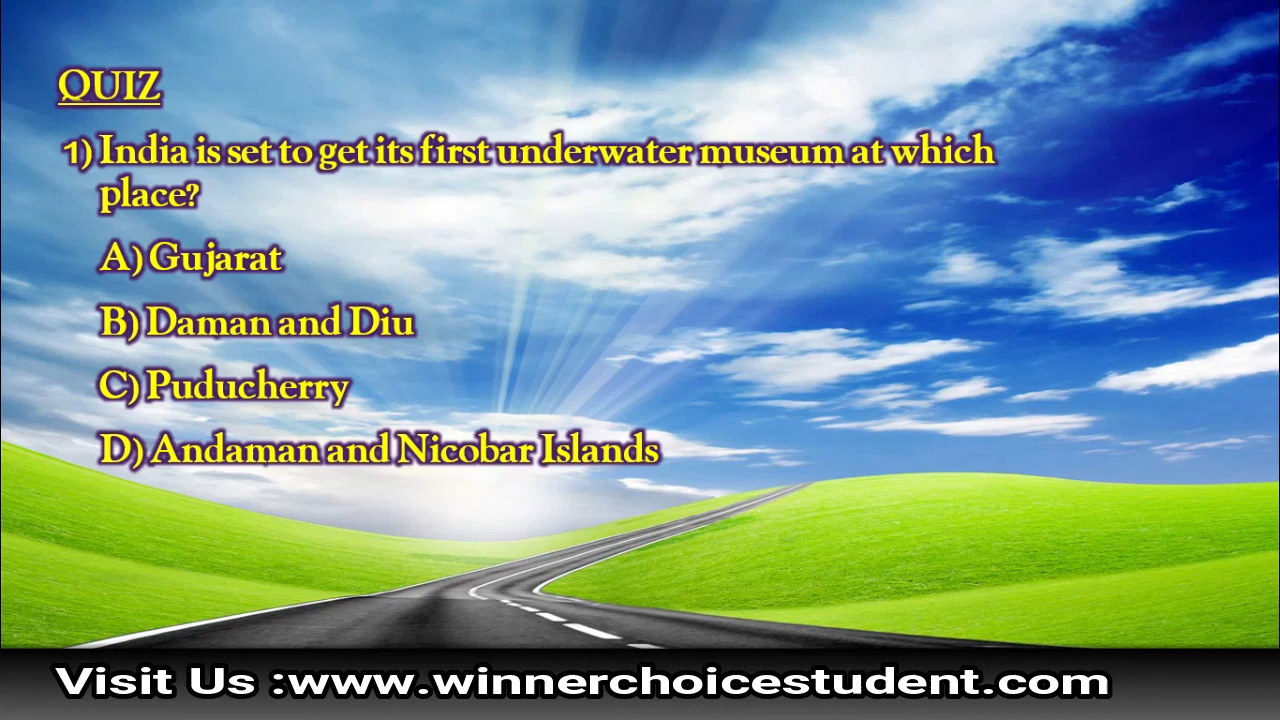 QUIZ
1) India is set to get its first underwater museum at which
place?
A) Gujarat
B) Daman and Diu
C) Puducherry
D) Andaman and Nicobar Islands
Visit Us :www.winnerchoicestudent.com